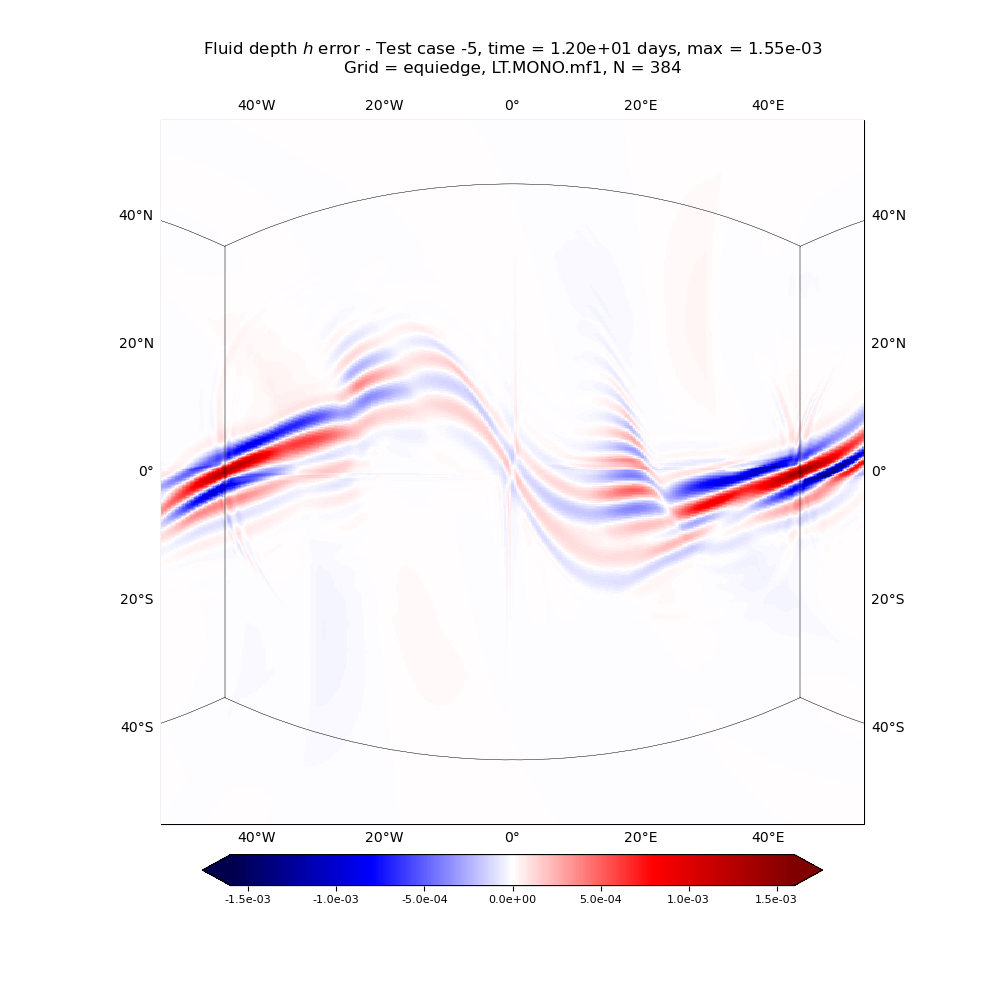 Fluid depth h error - Test case -5, time = 1.20e+01 days, max = 1.55e-03
Grid = equiedge, LT.MONO.mf1, N = 384
40°W 20°W 0° 20°E 40°E
40°N 40°N
20°N 20°N
0° 0°
20°S 20°S
40°S 40°S
40°W 20°W 0° 20°E 40°E
-1.5e-03 -1.0e-03 -5.0e-04 0.0e+00 5.0e-04 1.0e-03 1.5e-03